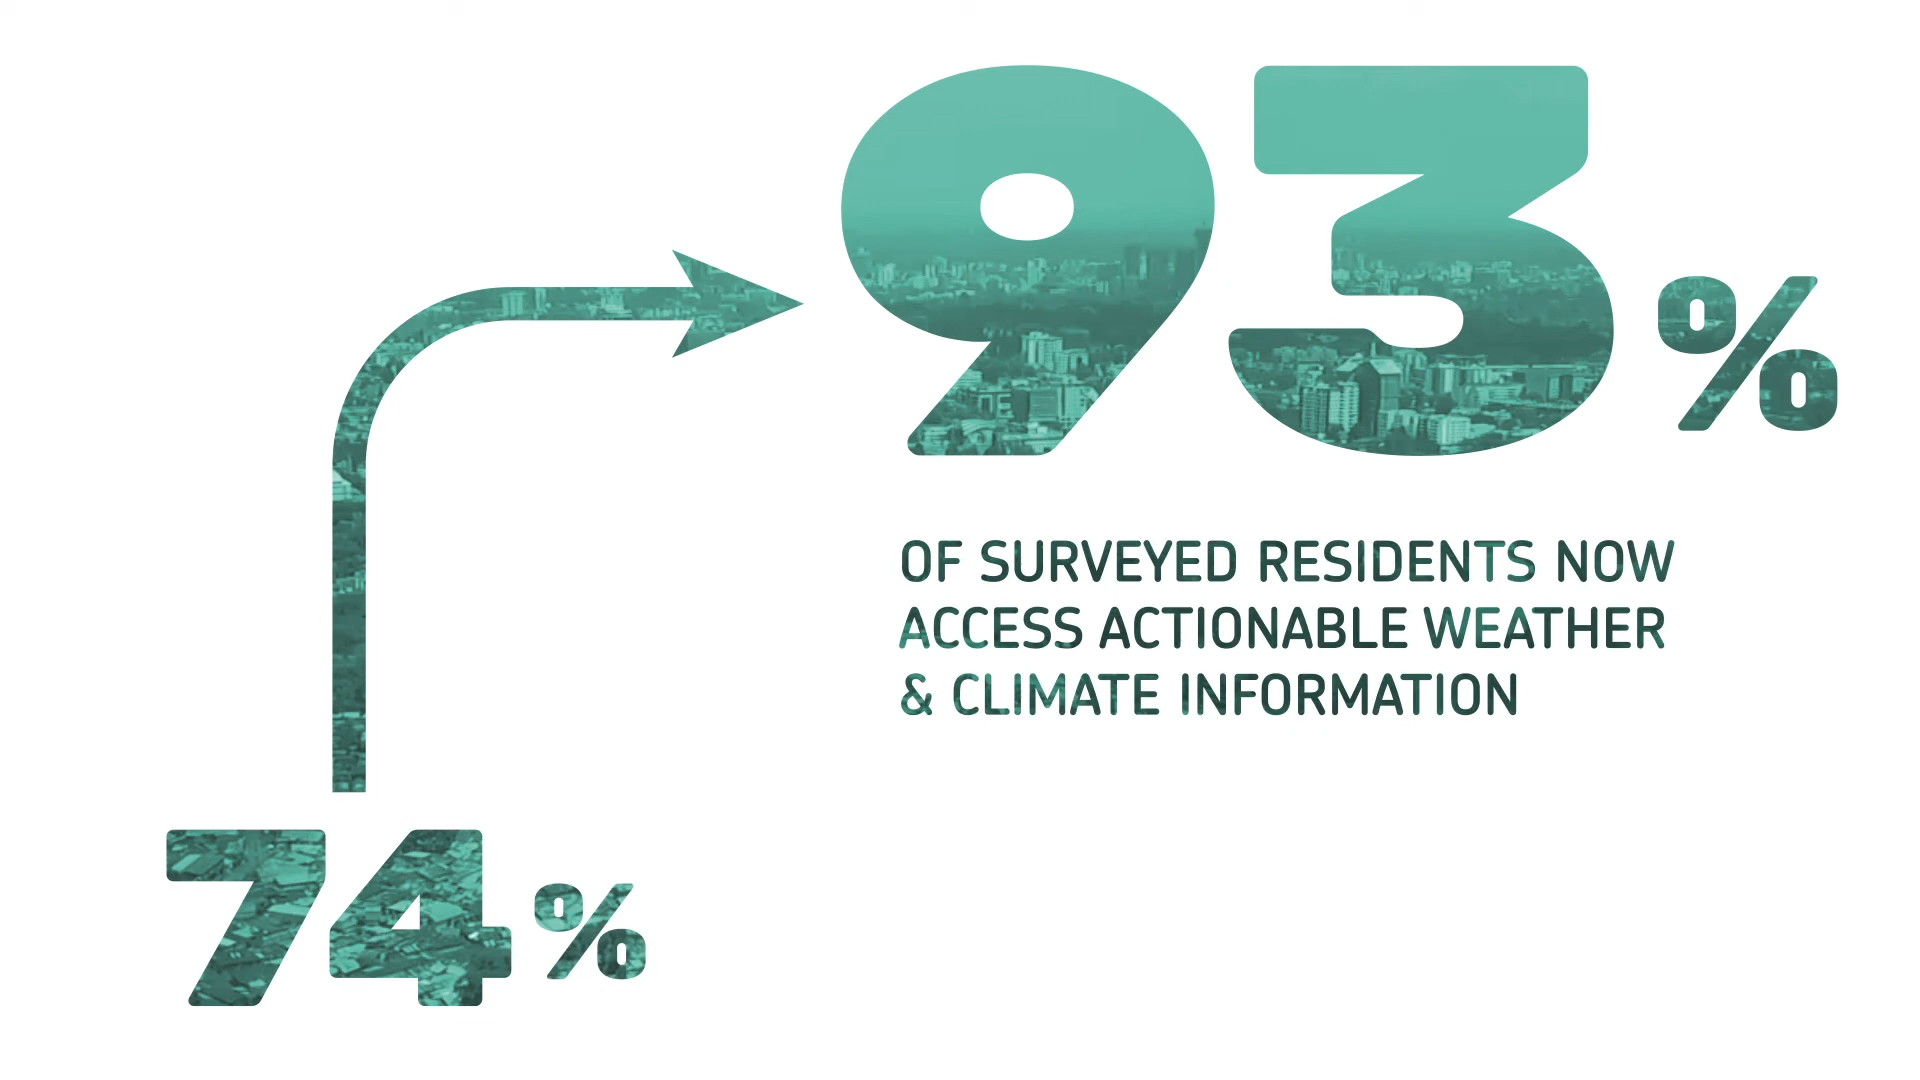 93%
OF SURVEYED RESIDENTS NOW
ACCESS ACTIONABLE WEATHER
& CLIMATE INFORMATION
74%